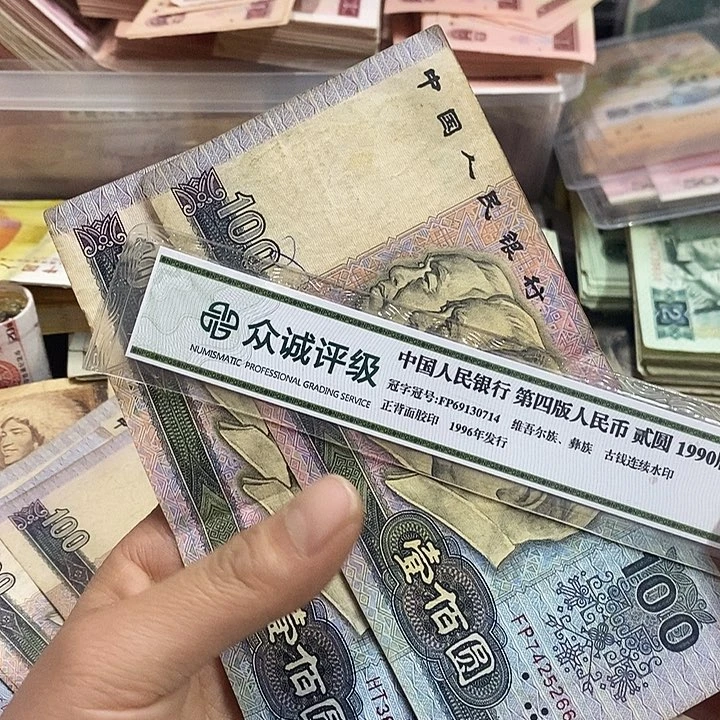 中国人民银行
100
100
众诚评级
NUMISMATIC PROFESSIONAL GRADING SERVICE
中国人民银行 第四版人民币 贰圆 1990
冠字冠号:FP69130714 维吾尔族、彝族 古钱连续水印
正背面胶印 1996年发行
壹佰圆
壹佰圆
100
2
50